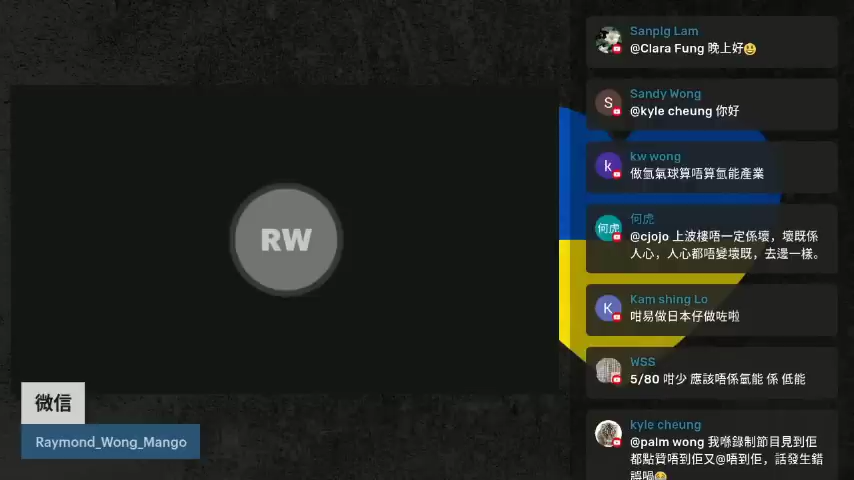 RW
微信
Raymond_Wong_Mango
Sanpig Lam
@Clara Fung 晚上好😃
S
Sandy Wong
@kyle cheung 你好
k
kw wong
做氫氣球算唔算氫能產業
何虎
何虎
@cjojo 上波樓唔一定係壞，壞既係
人心，人心都唔變壞既，去邊一樣。
K
Kam shing Lo
咁易做日本仔做咗啦
WSS
5/80 咁少 應該唔係氫能 係 低能
kyle cheung
@palm wong 我喺錄制節目見到佢
都點贊唔到佢又@唔到佢，話發生錯
誤喎